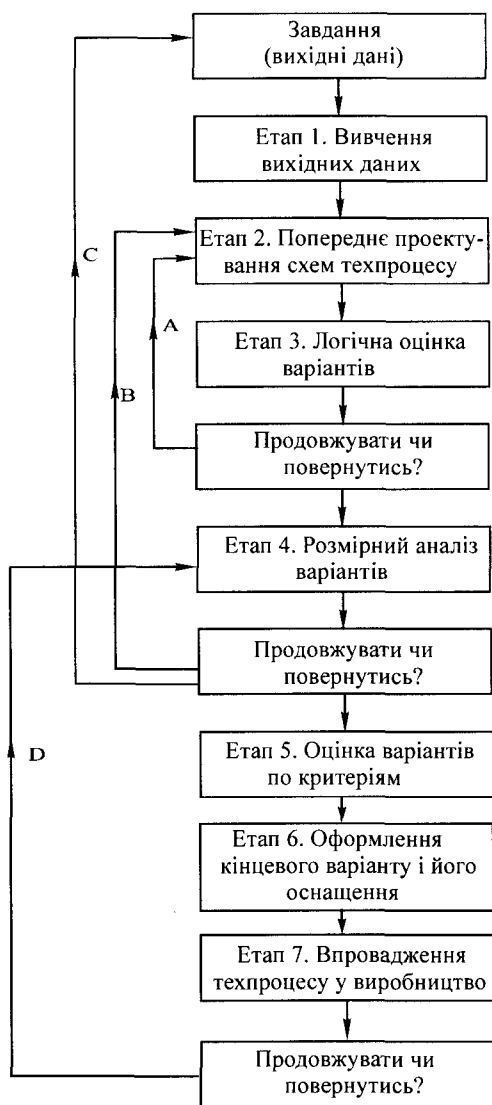 Завдання
(вихідні дані)
Етап 1. Вивчення
вихідних даних
Етап 2. Попереднє проекту-
вання схем техпроцесу
C
A
Етап 3. Логічна оцінка
варіантів
B
Продовжувати чи
повернутись?
Етап 4. Розмірний аналіз
варіантів
Продовжувати чи
повернутись?
D
Етап 5. Оцінка варіантів
по критеріям
Етап 6. Оформлення
кінцевого варіанту і його
оснащення
Етап 7. Впровадження
техпроцесу у виробництво
Продовжувати чи
повернутись?